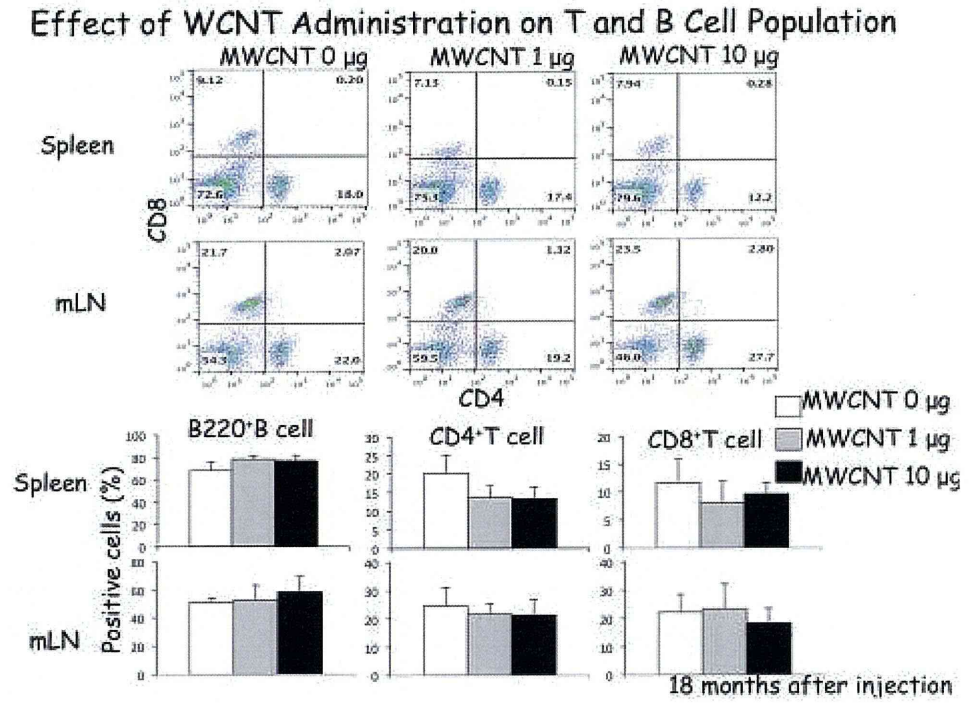 Effect of WCNT Administration on T and B Cell Population
MWCNT 0 µg MWCNT 1 µg MWCNT 10 µg
Spleen
9.12 0.20
72.6 18.0
7.13 0.15
75.3 17.4
7.94 0.28
79.6 12.2
CD8
mLN
21.7 2.07
54.3 22.0
20.0 1.32
59.5 19.2
23.5 2.80
46.0 27.7
CD4
MWCNT 0 µg
MWCNT 1 µg
MWCNT 10 µg
B220⁺B cell
CD4⁺T cell
CD8⁺T cell
Positive cells (%)
Spleen
100
80
60
40
20
0
30
25
20
15
10
5
0
20
15
10
5
0
mLN
80
60
40
20
0
40
30
20
10
0
40
30
20
10
0
18 months after injection